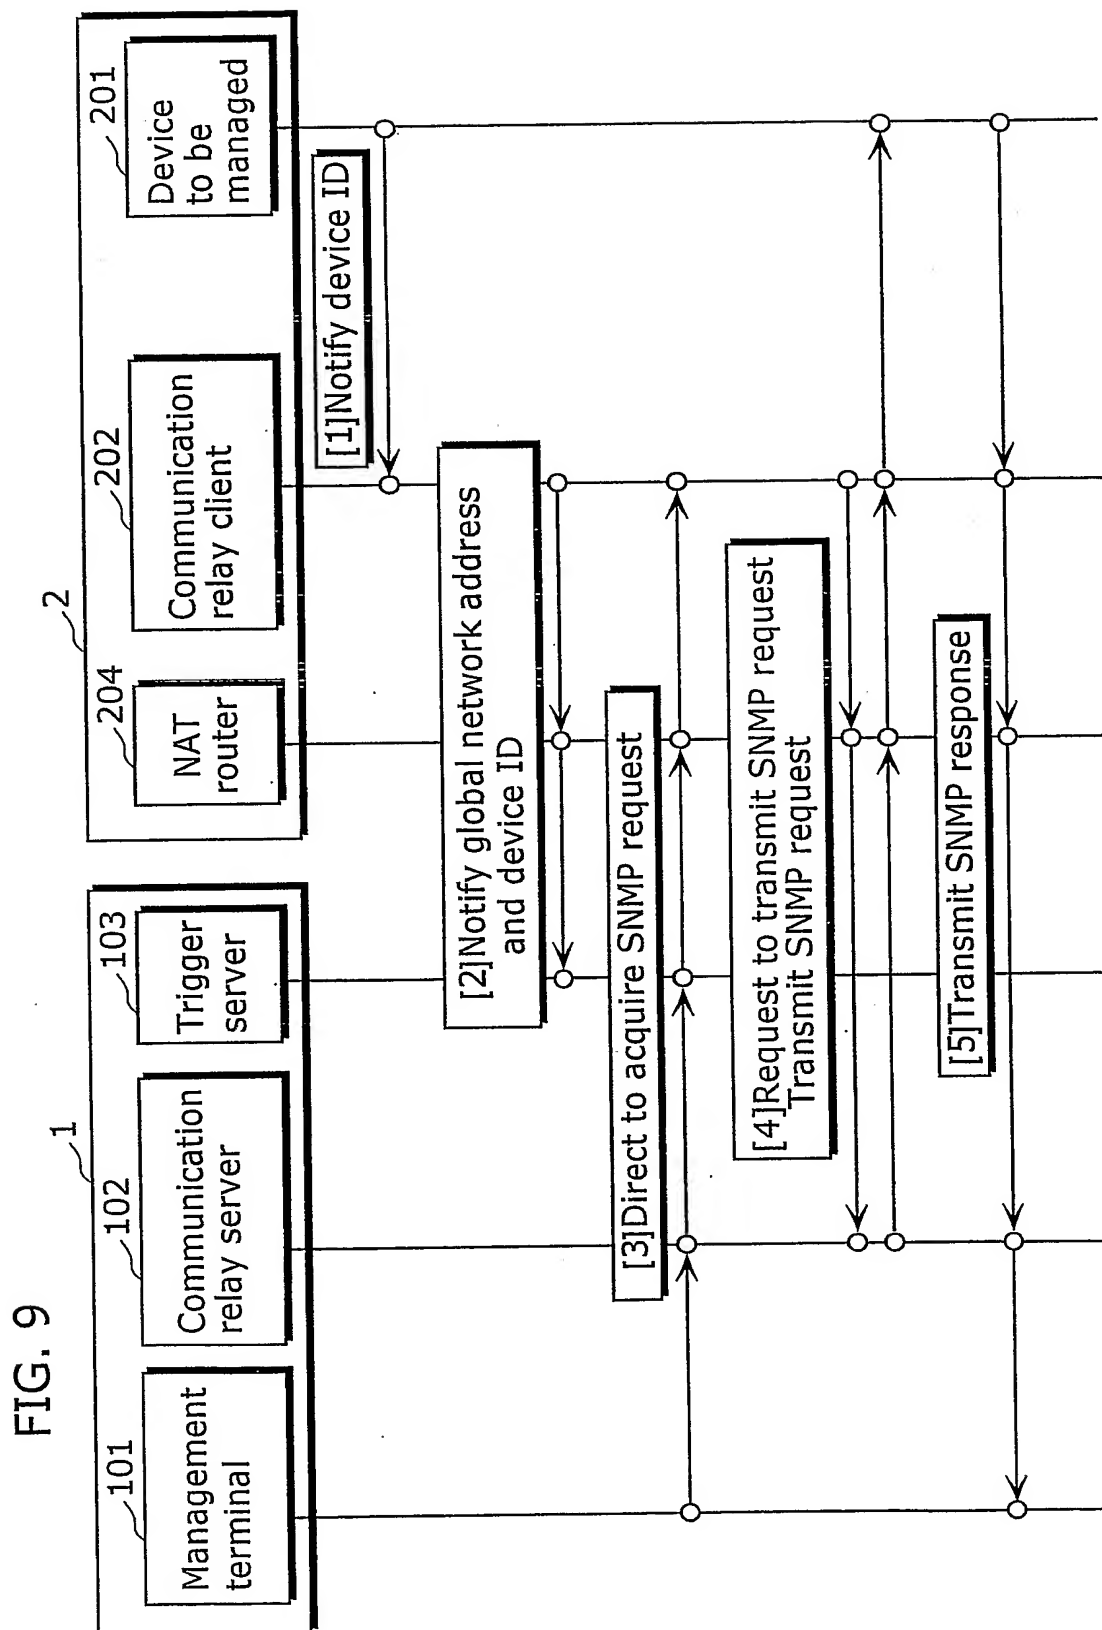 FIG. 9
1
101
Management
terminal
102
Communication
relay server
103
Trigger
server
2
204
NAT
router
202
Communication
relay client
201
Device
to be
managed
[1]Notify device ID
[2]Notify global network address
and device ID
[3]Direct to acquire SNMP request
[4]Request to transmit SNMP request
Transmit SNMP request
[5]Transmit SNMP response